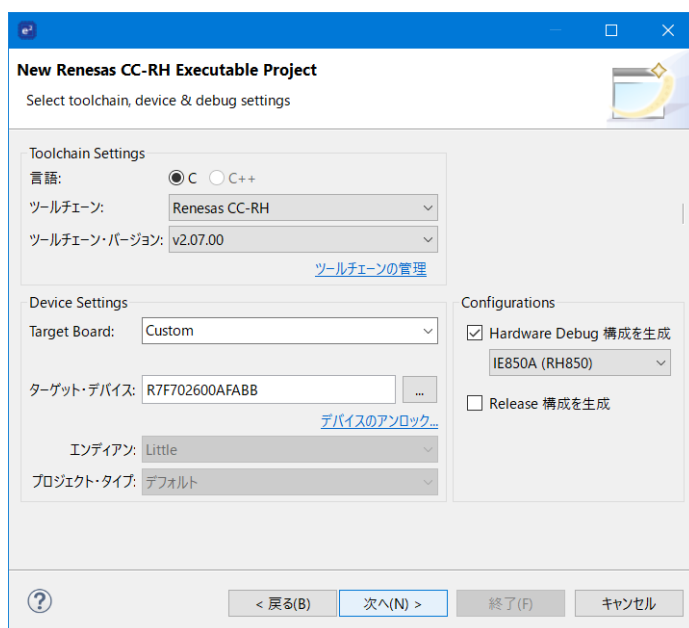 e²
New Renesas CC-RH Executable Project
Select toolchain, device & debug settings
Toolchain Settings
言語: C C++
ツールチェーン: Renesas CC-RH
ツールチェーン・バージョン: v2.07.00
ツールチェーンの管理
Device Settings
Target Board: Custom
ターゲット・デバイス: R7F702600AFABB ...
デバイスのアンロック...
エンディアン: Little
プロジェクト・タイプ: デフォルト
Configurations
Hardware Debug 構成を生成
IE850A (RH850)
Release 構成を生成
? < 戻る(B) 次へ(N) > 終了(F) キャンセル